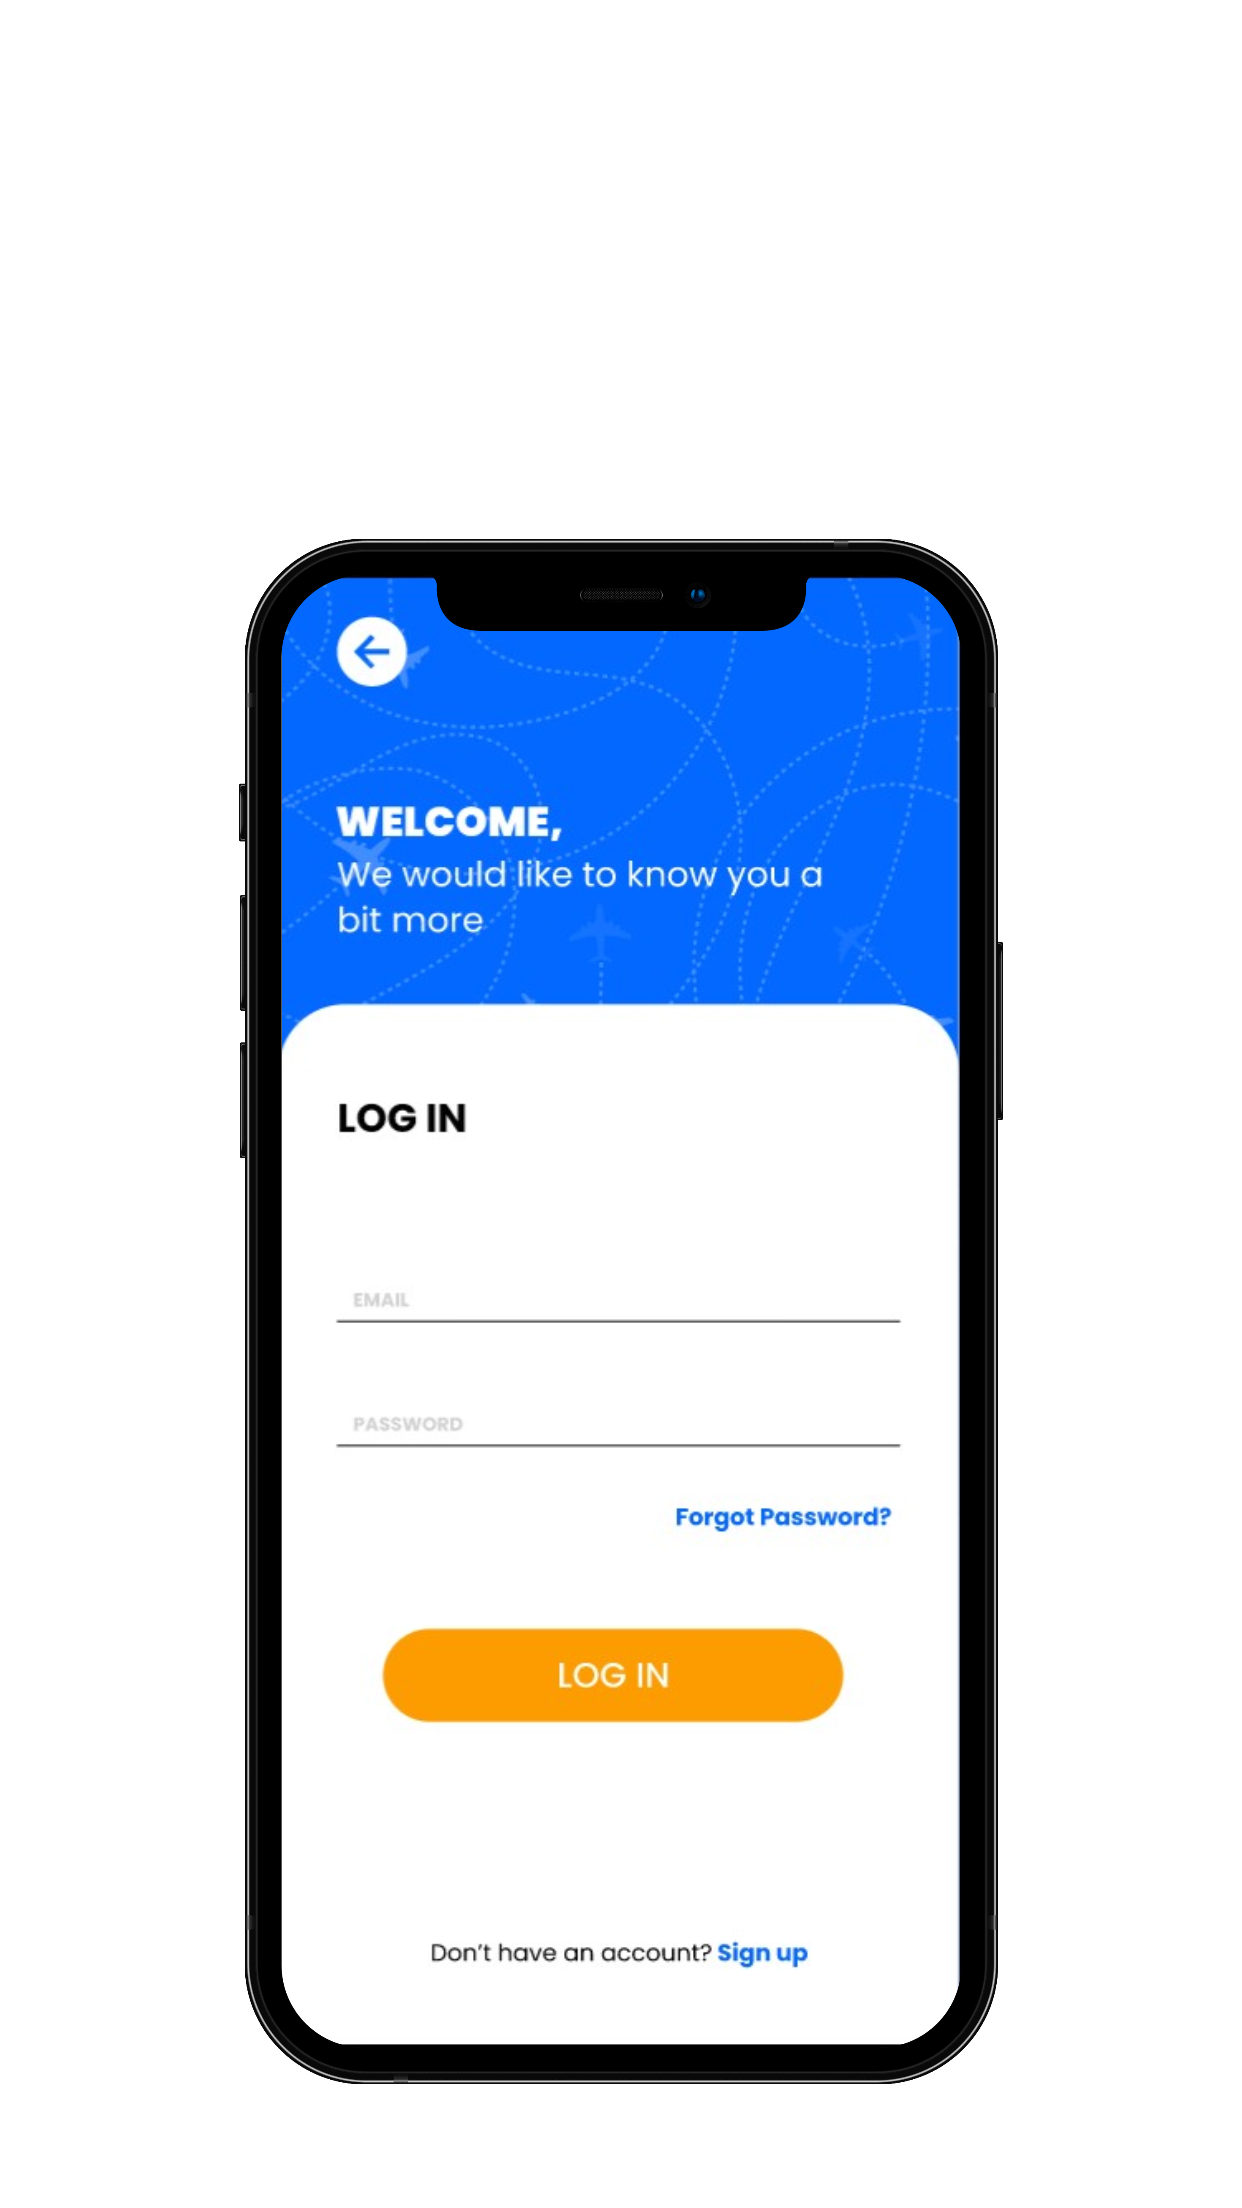 WELCOME,
We would like to know you a
bit more
LOG IN
EMAIL
PASSWORD
Forgot Password?
LOG IN
Don't have an account? Sign up